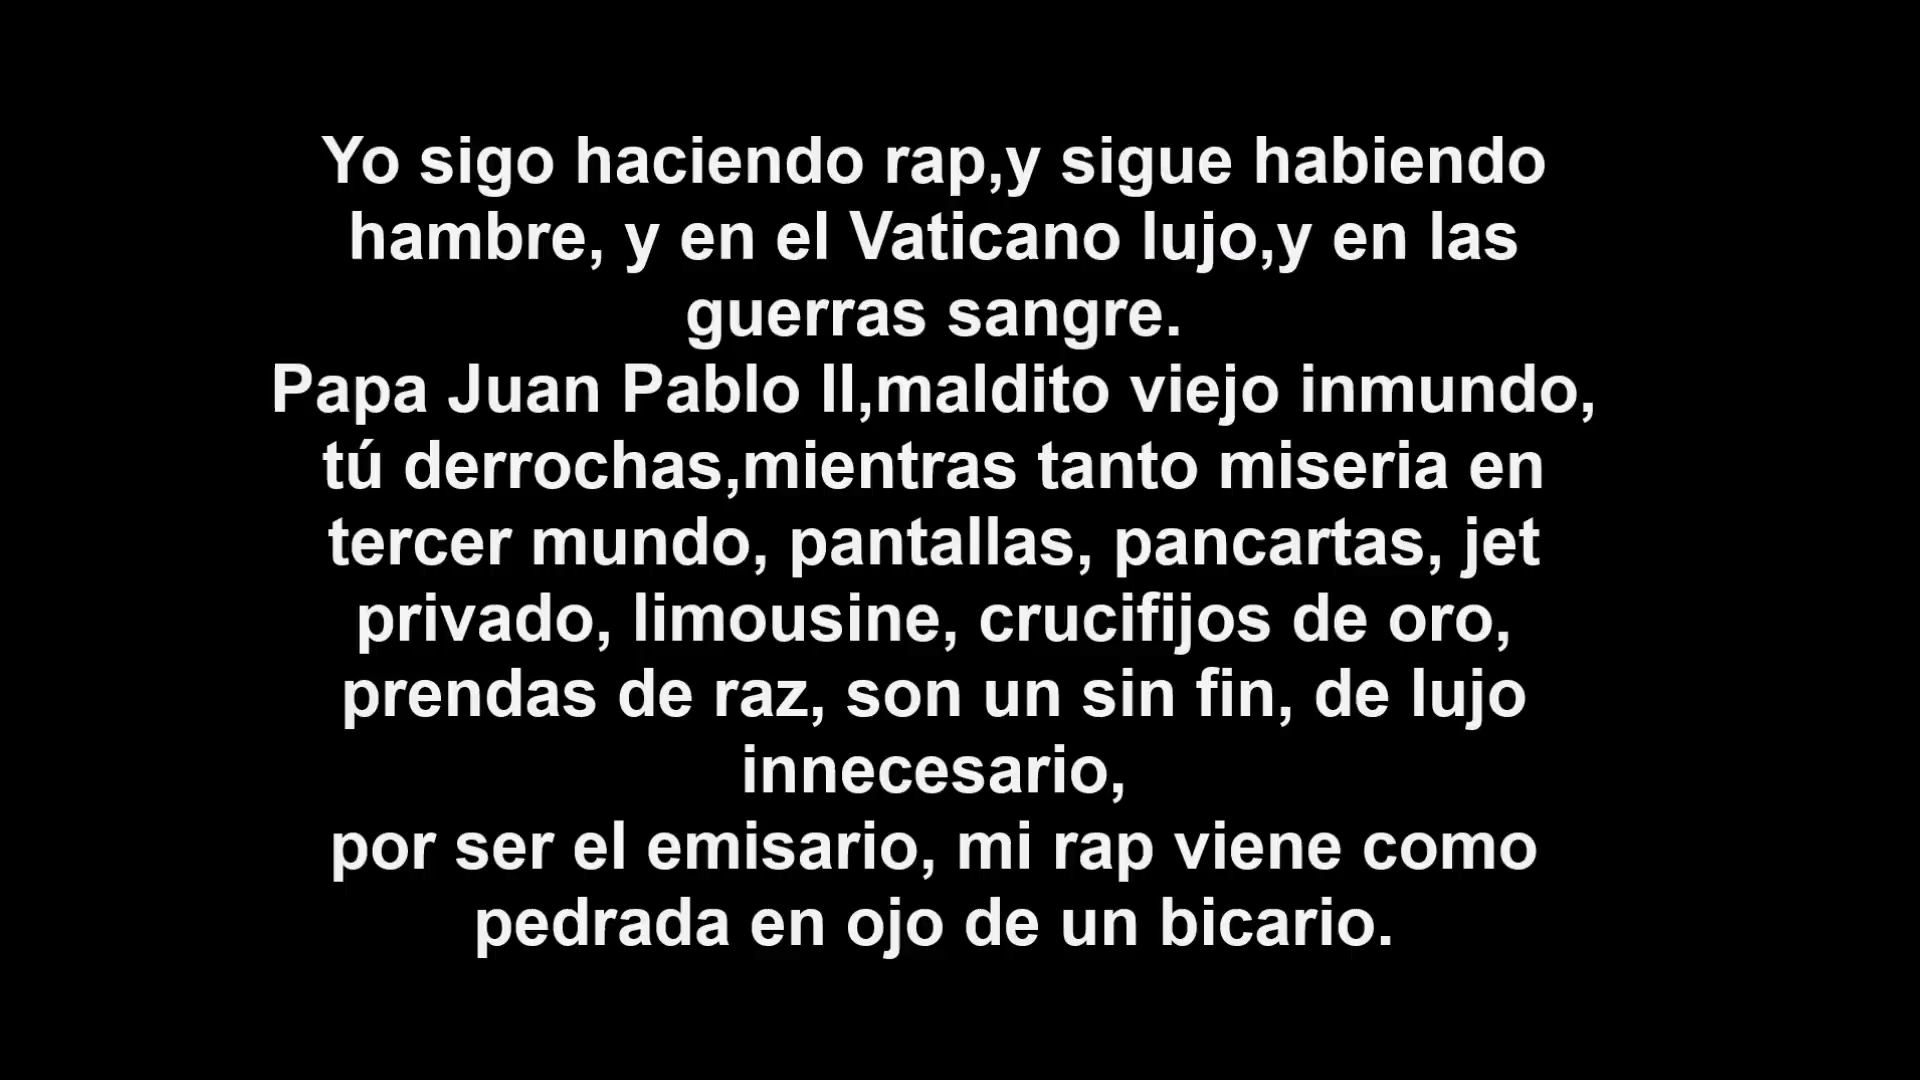 Yo sigo haciendo rap,y sigue habiendo
hambre, y en el Vaticano lujo,y en las
guerras sangre.
Papa Juan Pablo II,maldito viejo inmundo,
tú derrochas,mientras tanto miseria en
tercer mundo, pantallas, pancartas, jet
privado, limousine, crucifijos de oro,
prendas de raz, son un sin fin, de lujo
innecesario,
por ser el emisario, mi rap viene como
pedrada en ojo de un bicario.